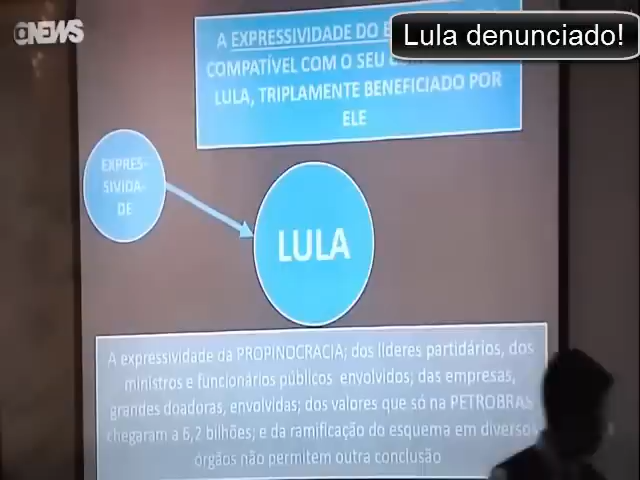 GNEWS
Lula denunciado!
A EXPRESSIVIDADE DO
COMPATÍVEL COM O SEU
LULA, TRIPLAMENTE BENEFICIADO POR
ELE
EXPRES-
SIVIDA-
DE
LULA
A expressividade da PROPINOCRACIA; dos líderes partidários, dos
ministros e funcionários públicos envolvidos; das empresas,
grandes doadoras, envolvidas; dos valores que só na PETROBRAS
chegaram a 6,2 bilhões; e da ramificação do esquema em diversos
órgãos não permitem outra conclusão